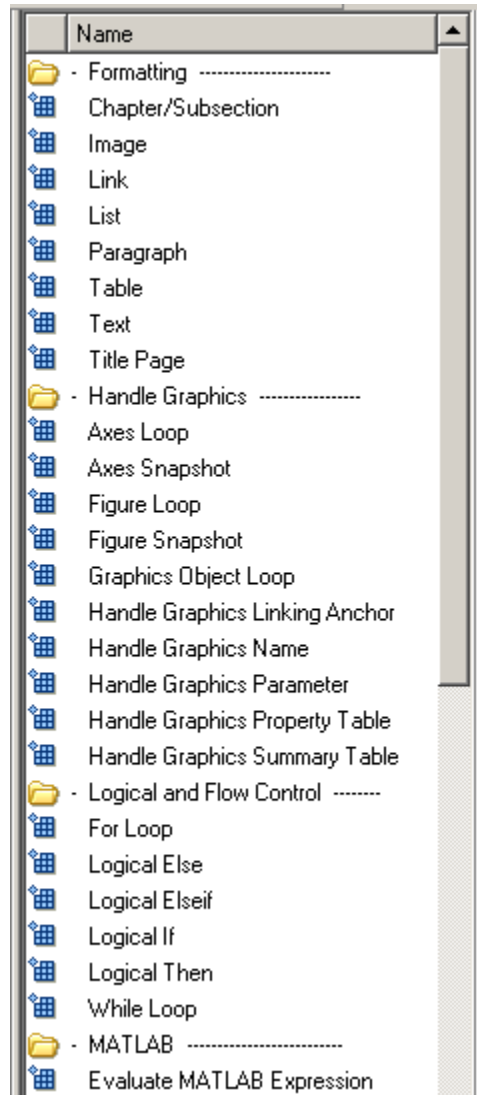 Name
- Formatting ----------------------
Chapter/Subsection
Image
Link
List
Paragraph
Table
Text
Title Page
- Handle Graphics -----------------
Axes Loop
Axes Snapshot
Figure Loop
Figure Snapshot
Graphics Object Loop
Handle Graphics Linking Anchor
Handle Graphics Name
Handle Graphics Parameter
Handle Graphics Property Table
Handle Graphics Summary Table
- Logical and Flow Control --------
For Loop
Logical Else
Logical Elseif
Logical If
Logical Then
While Loop
- MATLAB --------------------------
Evaluate MATLAB Expression